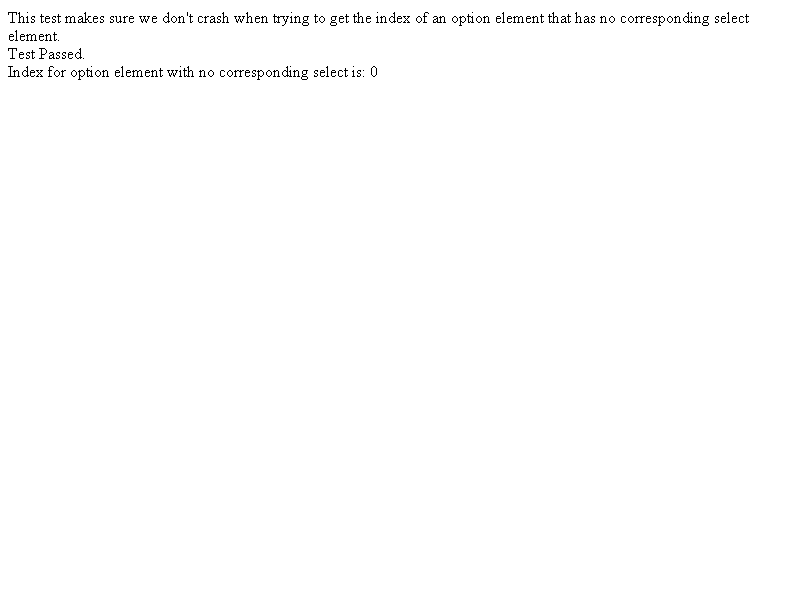 This test makes sure we don't crash when trying to get the index of an option element that has no corresponding select
element.
Test Passed.
Index for option element with no corresponding select is: 0